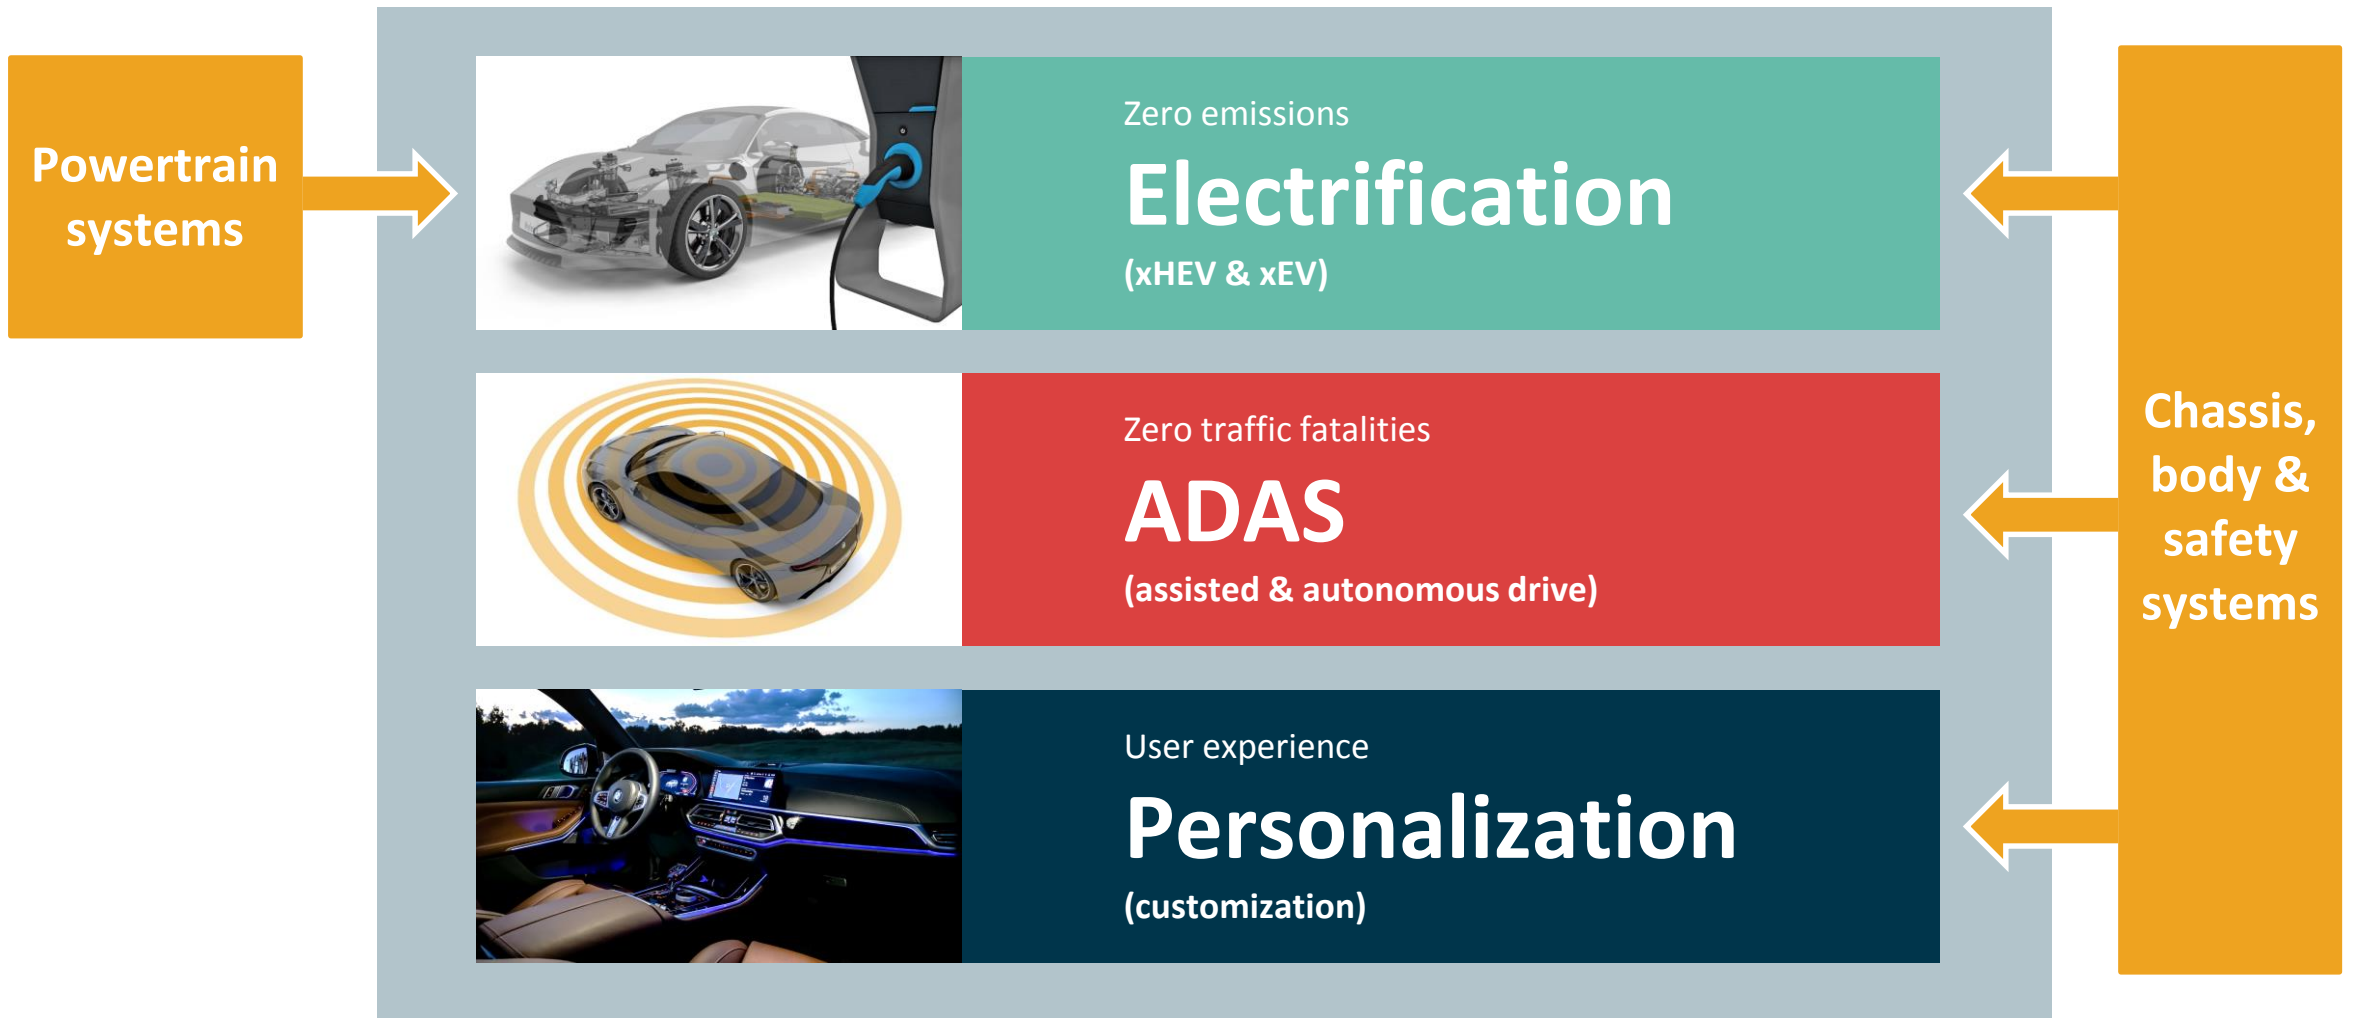 Powertrain
systems
Zero emissions
Electrification
(xHEV & xEV)
Zero traffic fatalities
ADAS
(assisted & autonomous drive)
User experience
Personalization
(customization)
Chassis,
body &
safety
systems